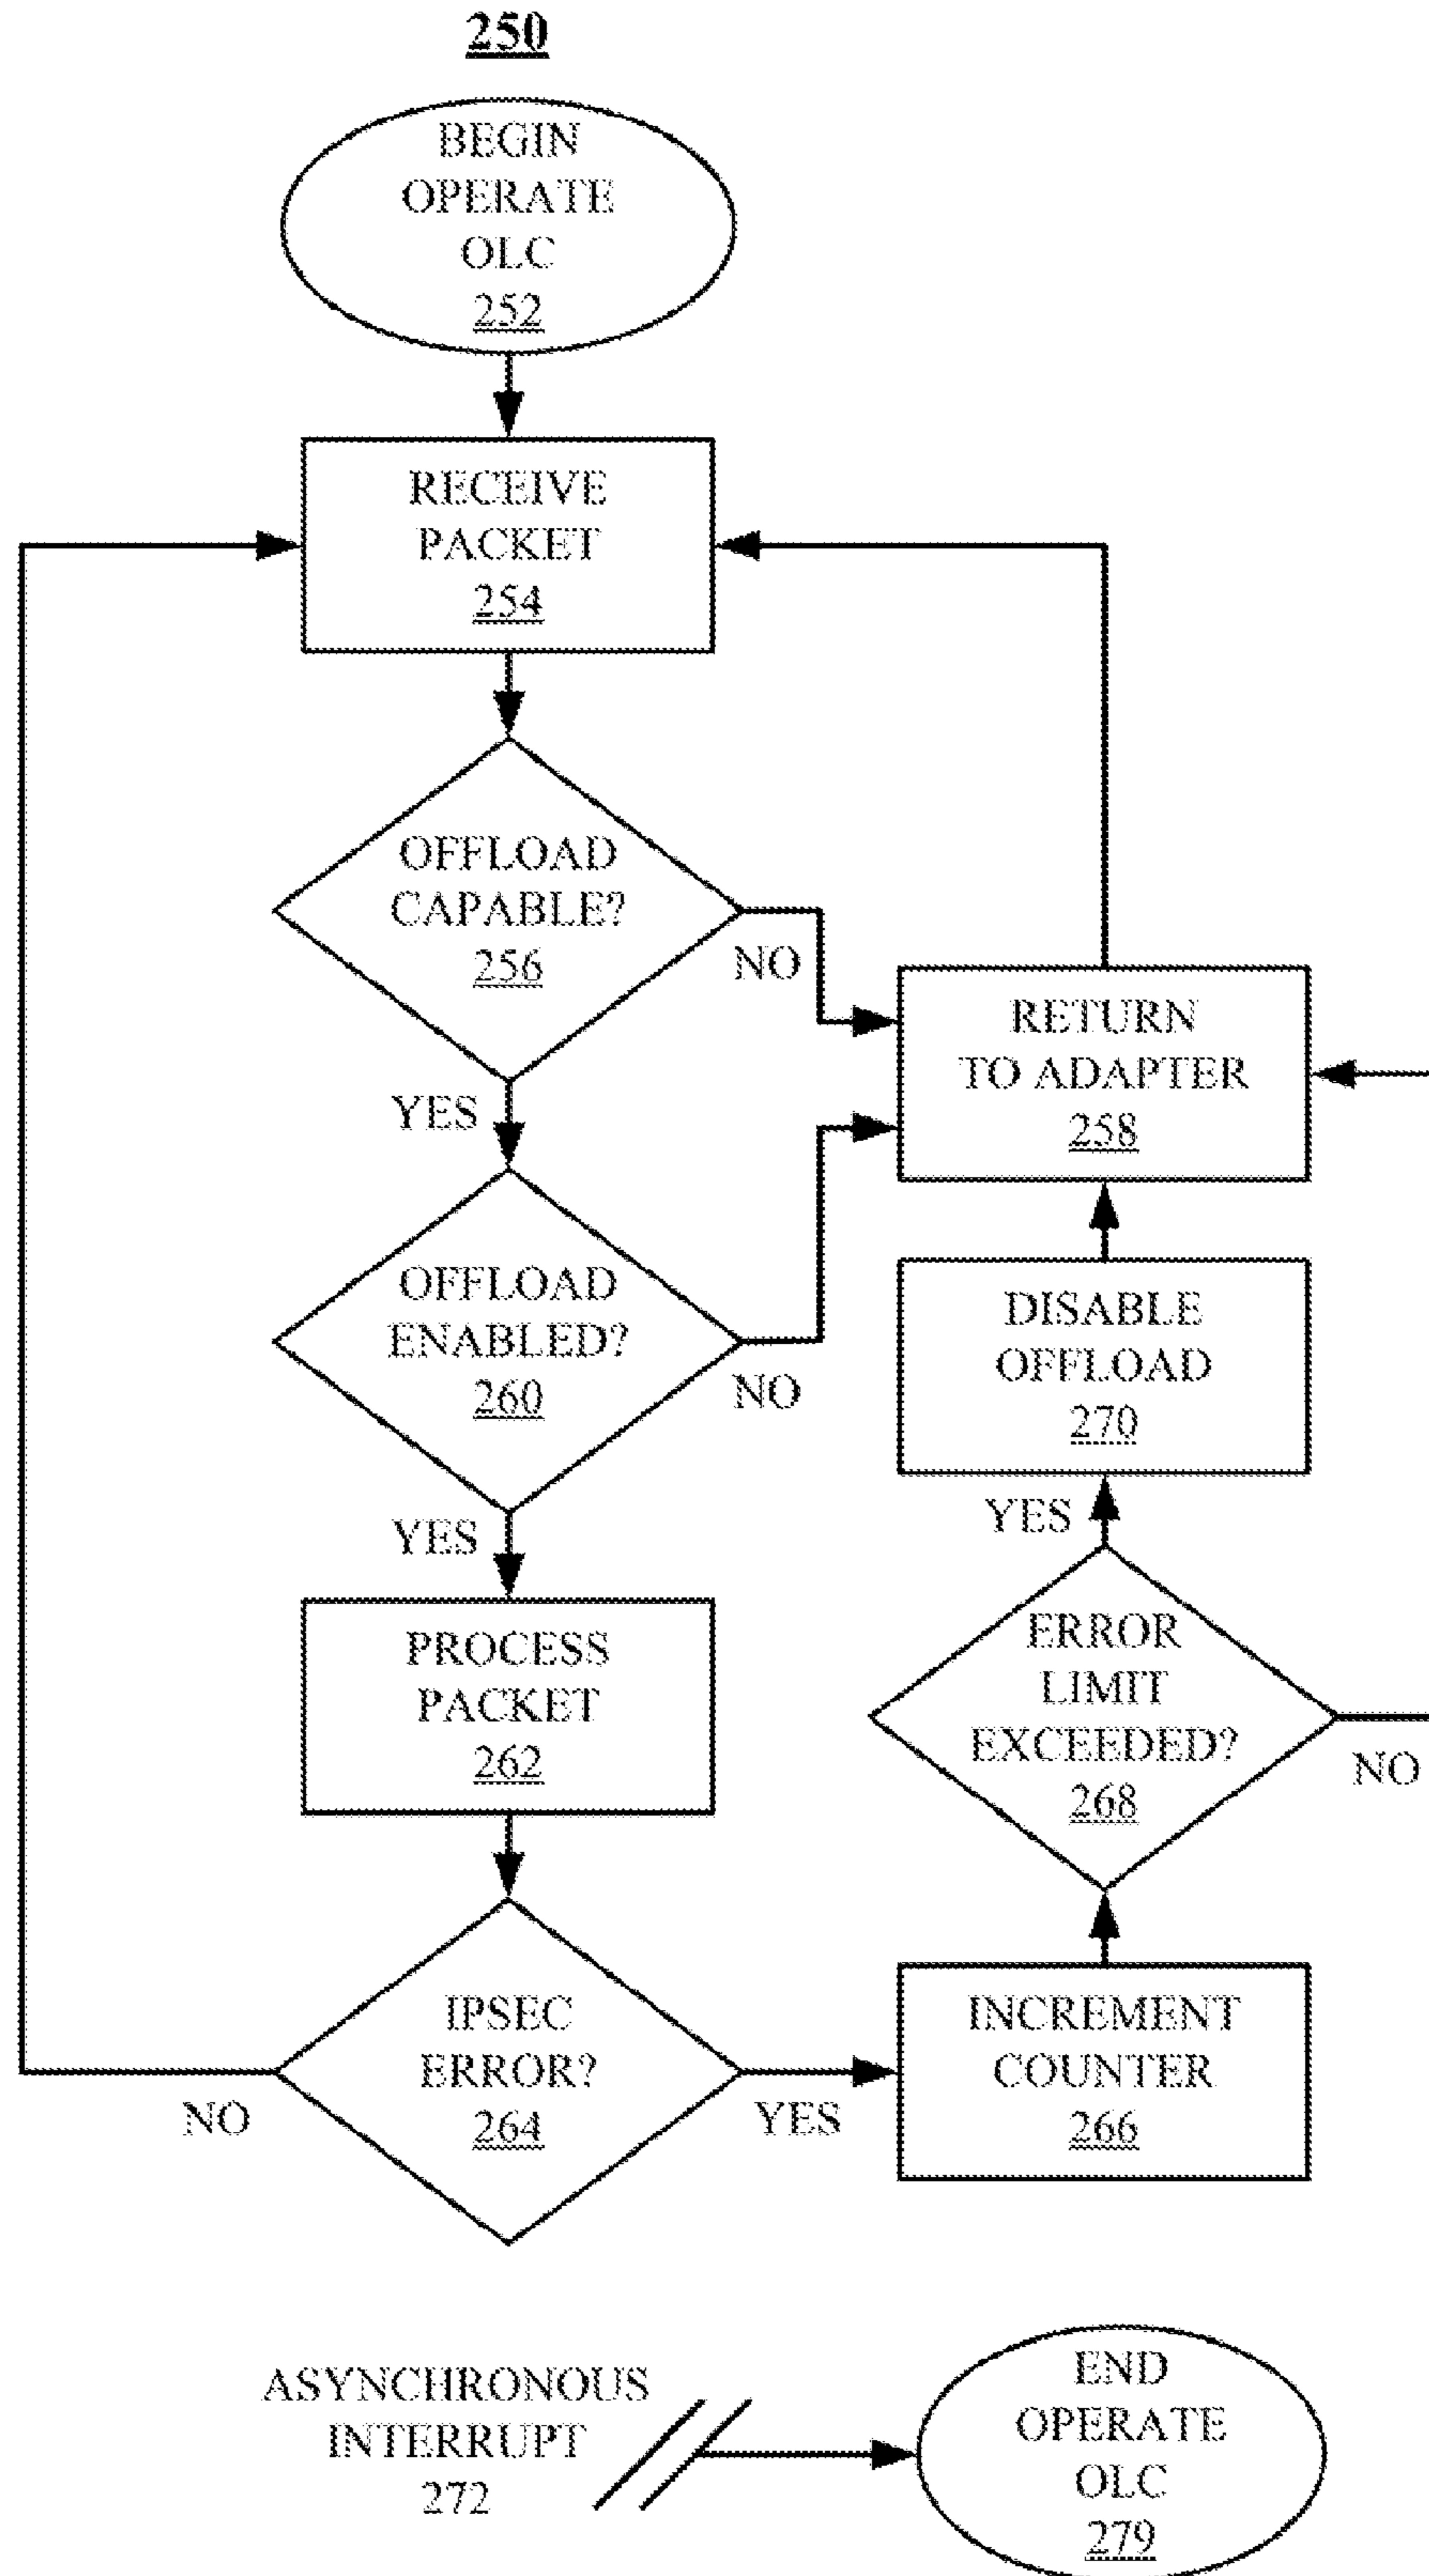 250
BEGIN
OPERATE
OLC
252
RECEIVE
PACKET
254
OFFLOAD
CAPABLE?
256
NO
YES
RETURN
TO ADAPTER
258
OFFLOAD
ENABLED?
260
NO
YES
DISABLE
OFFLOAD
270
YES
PROCESS
PACKET
262
ERROR
LIMIT
EXCEEDED?
268
NO
IPSEC
ERROR?
264
NO
YES
INCREMENT
COUNTER
266
ASYNCHRONOUS
INTERRUPT
272
END
OPERATE
OLC
279